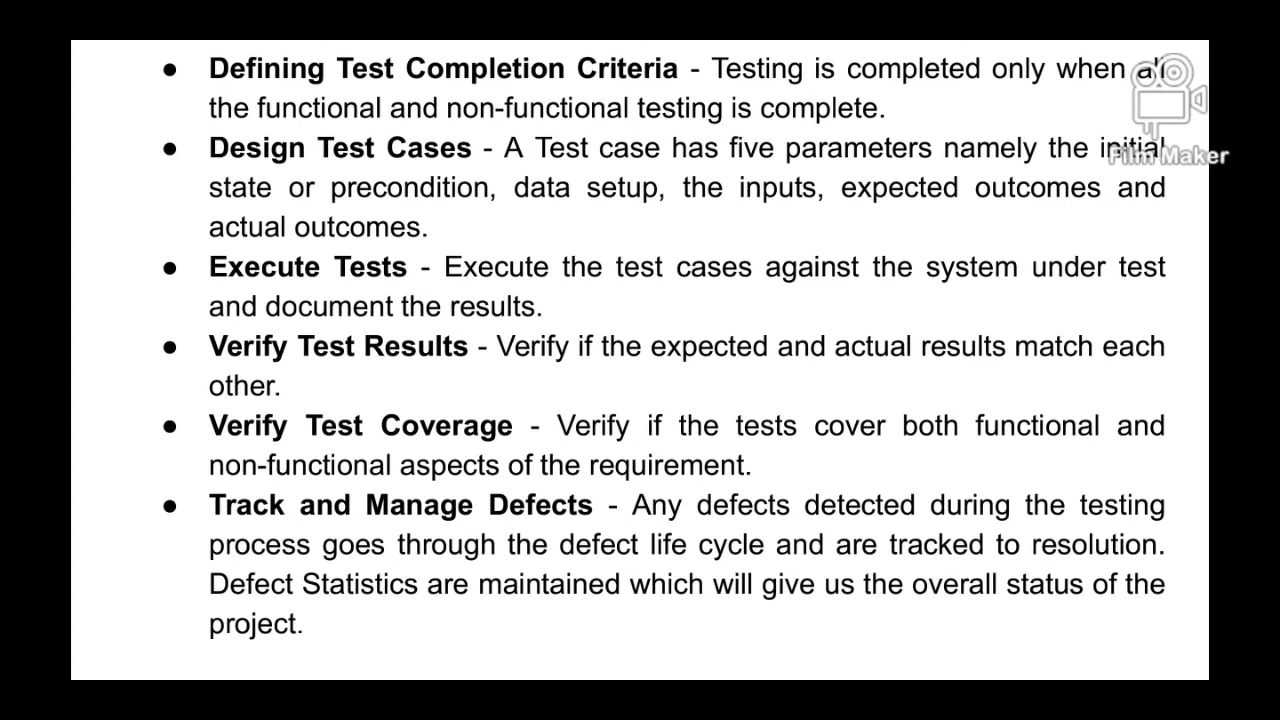 ● Defining Test Completion Criteria - Testing is completed only when all
the functional and non-functional testing is complete.
● Design Test Cases - A Test case has five parameters namely the initial
state or precondition, data setup, the inputs, expected outcomes and
actual outcomes.
● Execute Tests - Execute the test cases against the system under test
and document the results.
● Verify Test Results - Verify if the expected and actual results match each
other.
● Verify Test Coverage - Verify if the tests cover both functional and
non-functional aspects of the requirement.
● Track and Manage Defects - Any defects detected during the testing
process goes through the defect life cycle and are tracked to resolution.
Defect Statistics are maintained which will give us the overall status of the
project.
Film Maker